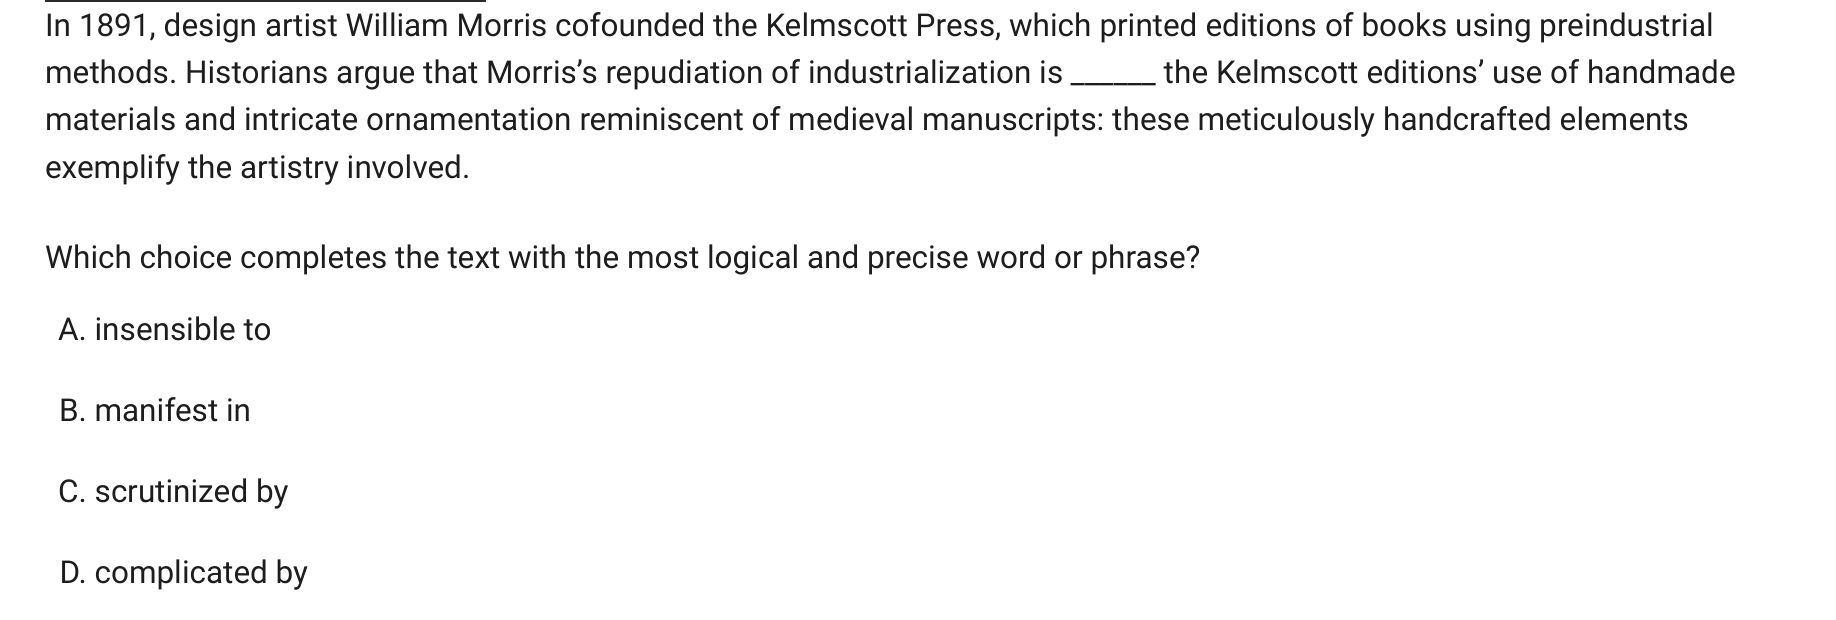 In 1891, design artist William Morris cofounded the Kelmscott Press, which printed editions of books using preindustrial
methods. Historians argue that Morris’s repudiation of industrialization is ______ the Kelmscott editions’ use of handmade
materials and intricate ornamentation reminiscent of medieval manuscripts: these meticulously handcrafted elements
exemplify the artistry involved.
Which choice completes the text with the most logical and precise word or phrase?
A. insensible to
B. manifest in
C. scrutinized by
D. complicated by